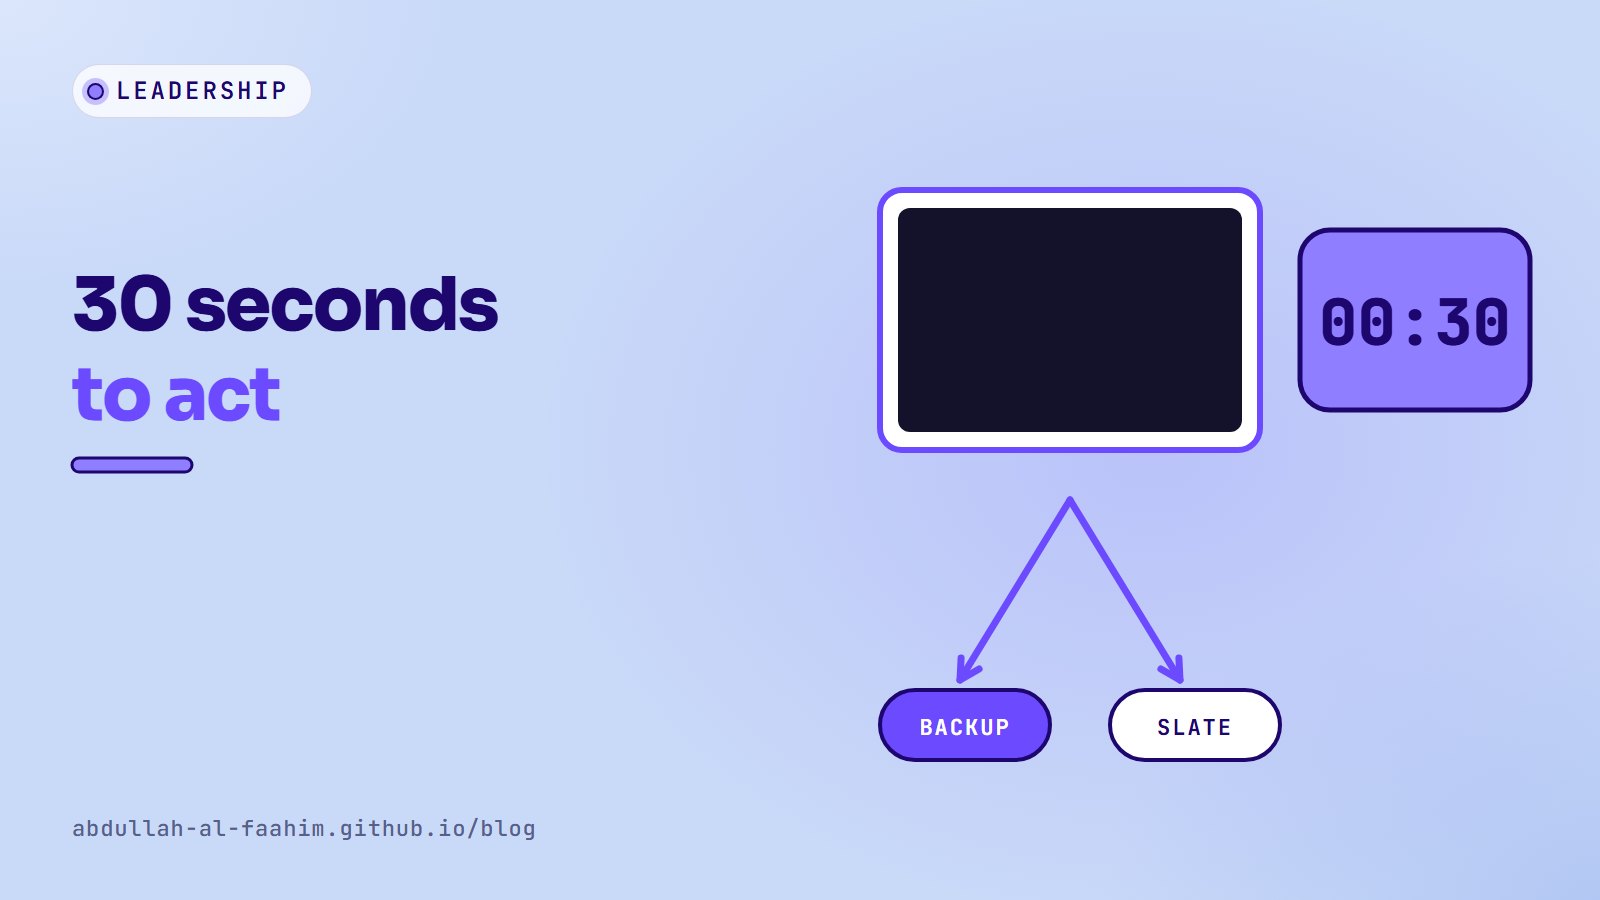 LEADERSHIP
30 seconds
to act
00:30
BACKUP
SLATE
abdullah-al-faahim.github.io/blog